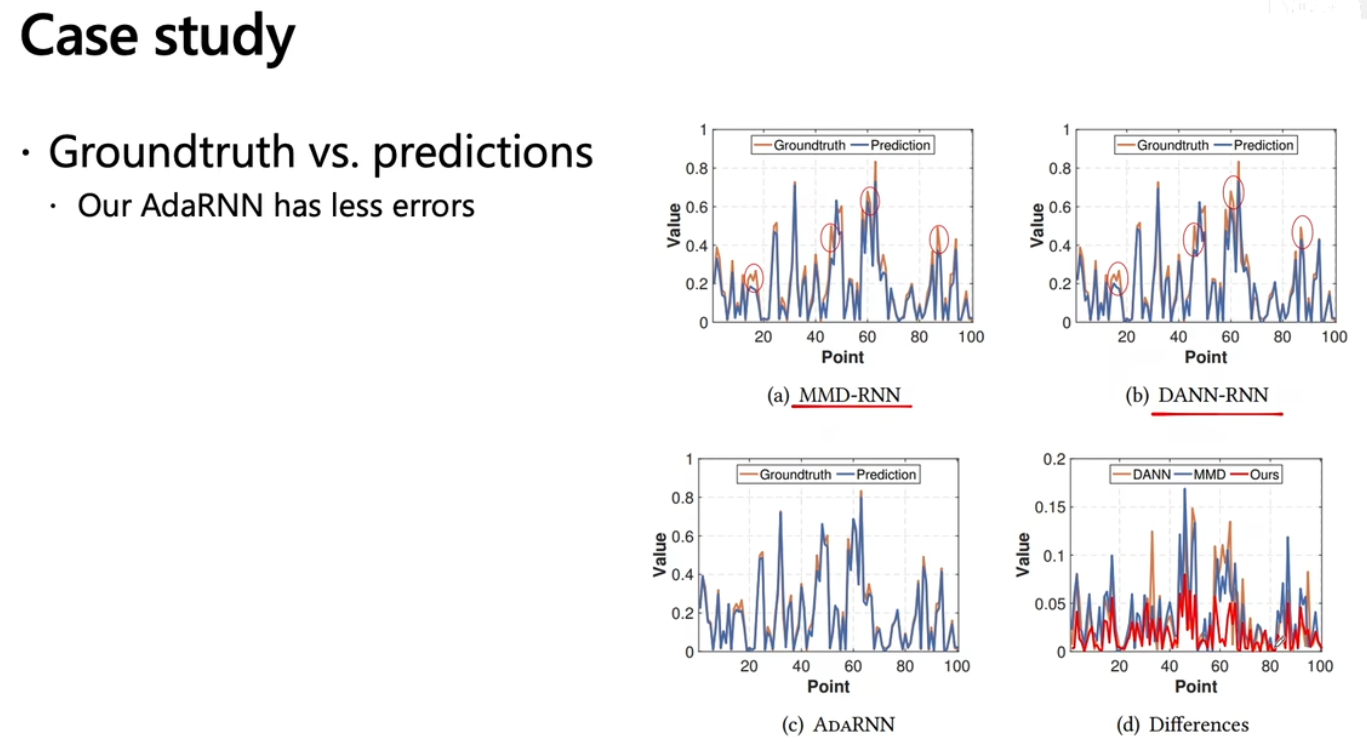 Case study
· Groundtruth vs. predictions
· Our AdaRNN has less errors
Groundtruth Prediction
Value
1
0.8
0.6
0.4
0.2
0
20 40 60 80 100
Point
(a) MMD-RNN
Groundtruth Prediction
Value
1
0.8
0.6
0.4
0.2
0
20 40 60 80 100
Point
(b) DANN-RNN
Groundtruth Prediction
Value
1
0.8
0.6
0.4
0.2
0
20 40 60 80 100
Point
(c) AdaRNN
DANN MMD Ours
Value
0.2
0.15
0.1
0.05
0
20 40 60 80 100
Point
(d) Differences